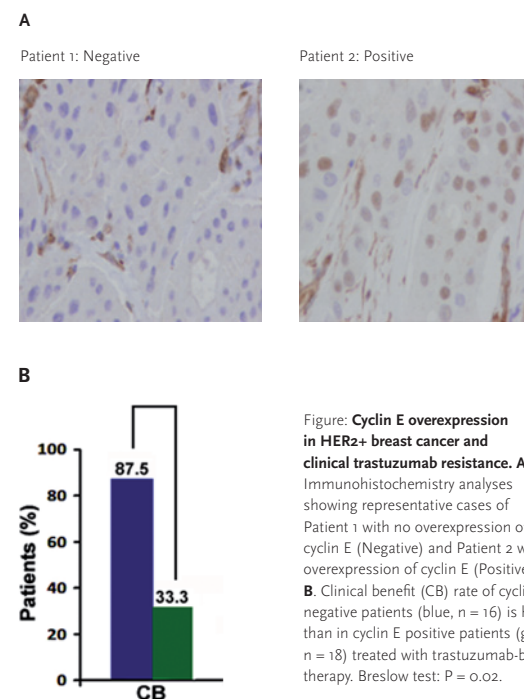 A
Patient 1: Negative
Patient 2: Positive
B
100
80
60
40
20
0
Patients (%)
87.5
33.3
CB
Figure: Cyclin E overexpression
in HER2+ breast cancer and
clinical trastuzumab resistance. A
Immunohistochemistry analyses
showing representative cases of
Patient 1 with no overexpression
cyclin E (Negative) and Patient 2
overexpression of cyclin E (Positive
B. Clinical benefit (CB) rate of
negative patients (blue, n = 16) is
than in cyclin E positive patients
n = 18) treated with
therapy. Breslow test: P = 0.02.